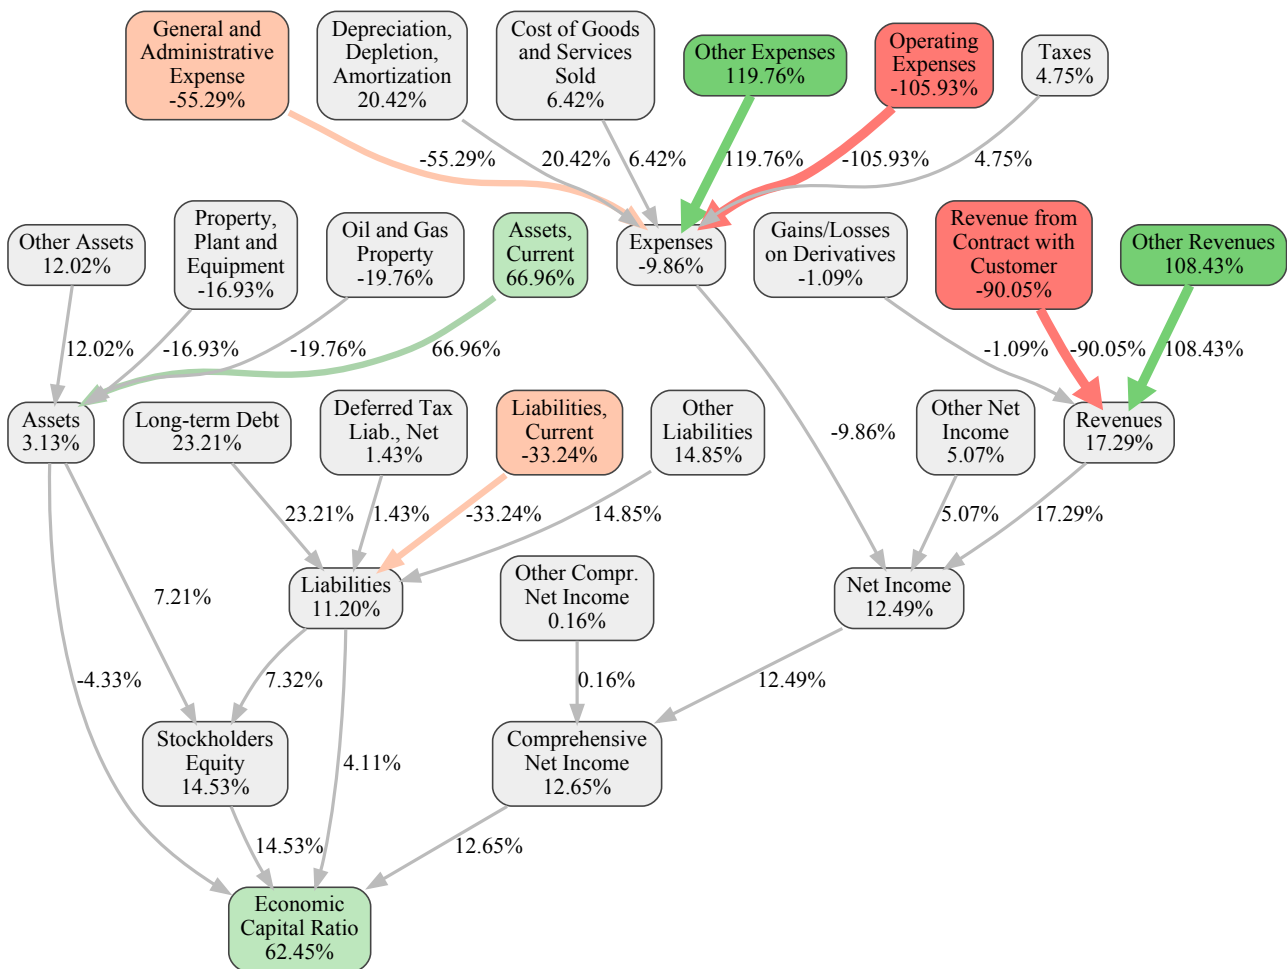 General and
Administrative
Expense
-55.29%
Depreciation,
Depletion,
Amortization
20.42%
Cost of Goods
and Services
Sold
6.42%
Other Expenses
119.76%
Operating
Expenses
-105.93%
Taxes
4.75%
-55.29%
20.42%
6.42%
119.76%
-105.93%
4.75%
Other Assets
12.02%
Property,
Plant and
Equipment
-16.93%
Oil and Gas
Property
-19.76%
Assets,
Current
66.96%
Expenses
-9.86%
Gains/Losses
on Derivatives
-1.09%
Revenue from
Contract with
Customer
-90.05%
Other Revenues
108.43%
12.02%
-16.93%
-19.76%
66.96%
-1.09%
-90.05%
108.43%
Assets
3.13%
Long-term Debt
23.21%
Deferred Tax
Liab., Net
1.43%
Liabilities,
Current
-33.24%
Other
Liabilities
14.85%
-9.86%
Other Net
Income
5.07%
Revenues
17.29%
23.21%
1.43%
-33.24%
14.85%
5.07%
17.29%
7.21%
Liabilities
11.20%
Other Compr.
Net Income
0.16%
Net Income
12.49%
-4.33%
7.32%
0.16%
12.49%
Stockholders
Equity
14.53%
4.11%
Comprehensive
Net Income
12.65%
14.53%
12.65%
Economic
Capital Ratio
62.45%